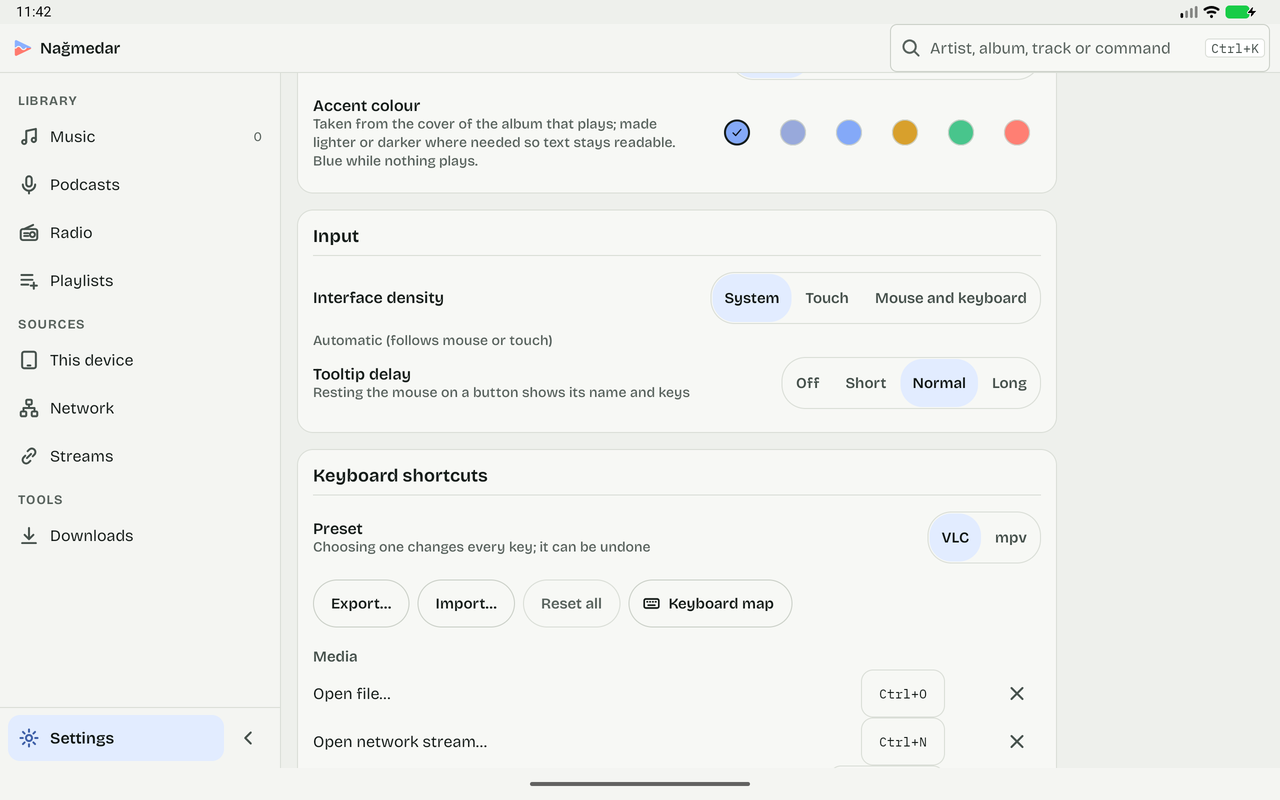 11:42
Nağmedar
Artist, album, track or command
Ctrl+K
LIBRARY
Music
0
Podcasts
Radio
Playlists
SOURCES
This device
Network
Streams
TOOLS
Downloads
Settings
Accent colour
Taken from the cover of the album that plays; made
lighter or darker where needed so text stays readable.
Blue while nothing plays.
Input
Interface density
System
Touch
Mouse and keyboard
Automatic (follows mouse or touch)
Tooltip delay
Resting the mouse on a button shows its name and keys
Off
Short
Normal
Long
Keyboard shortcuts
Preset
Choosing one changes every key; it can be undone
VLC
mpv
Export...
Import...
Reset all
Keyboard map
Media
Open file...
Ctrl+O
Open network stream...
Ctrl+N